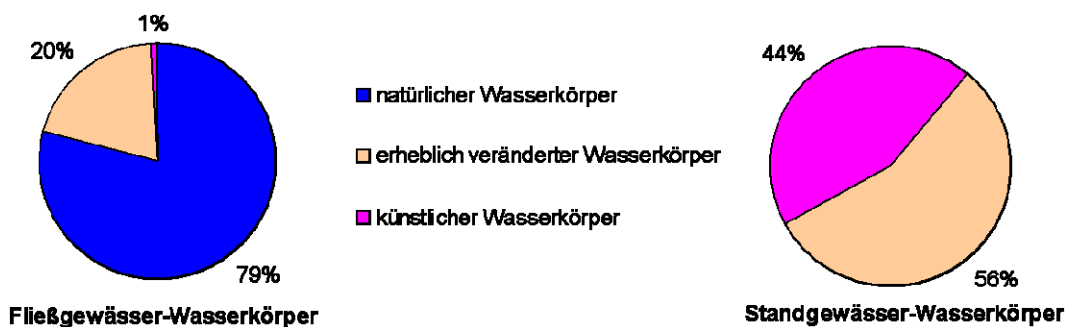 1%
20%
79%
Fließgewässer-Wasserkörper
natürlicher Wasserkörper
erheblich veränderter Wasserkörper
künstlicher Wasserkörper
44%
56%
Standgewässer-Wasserkörper